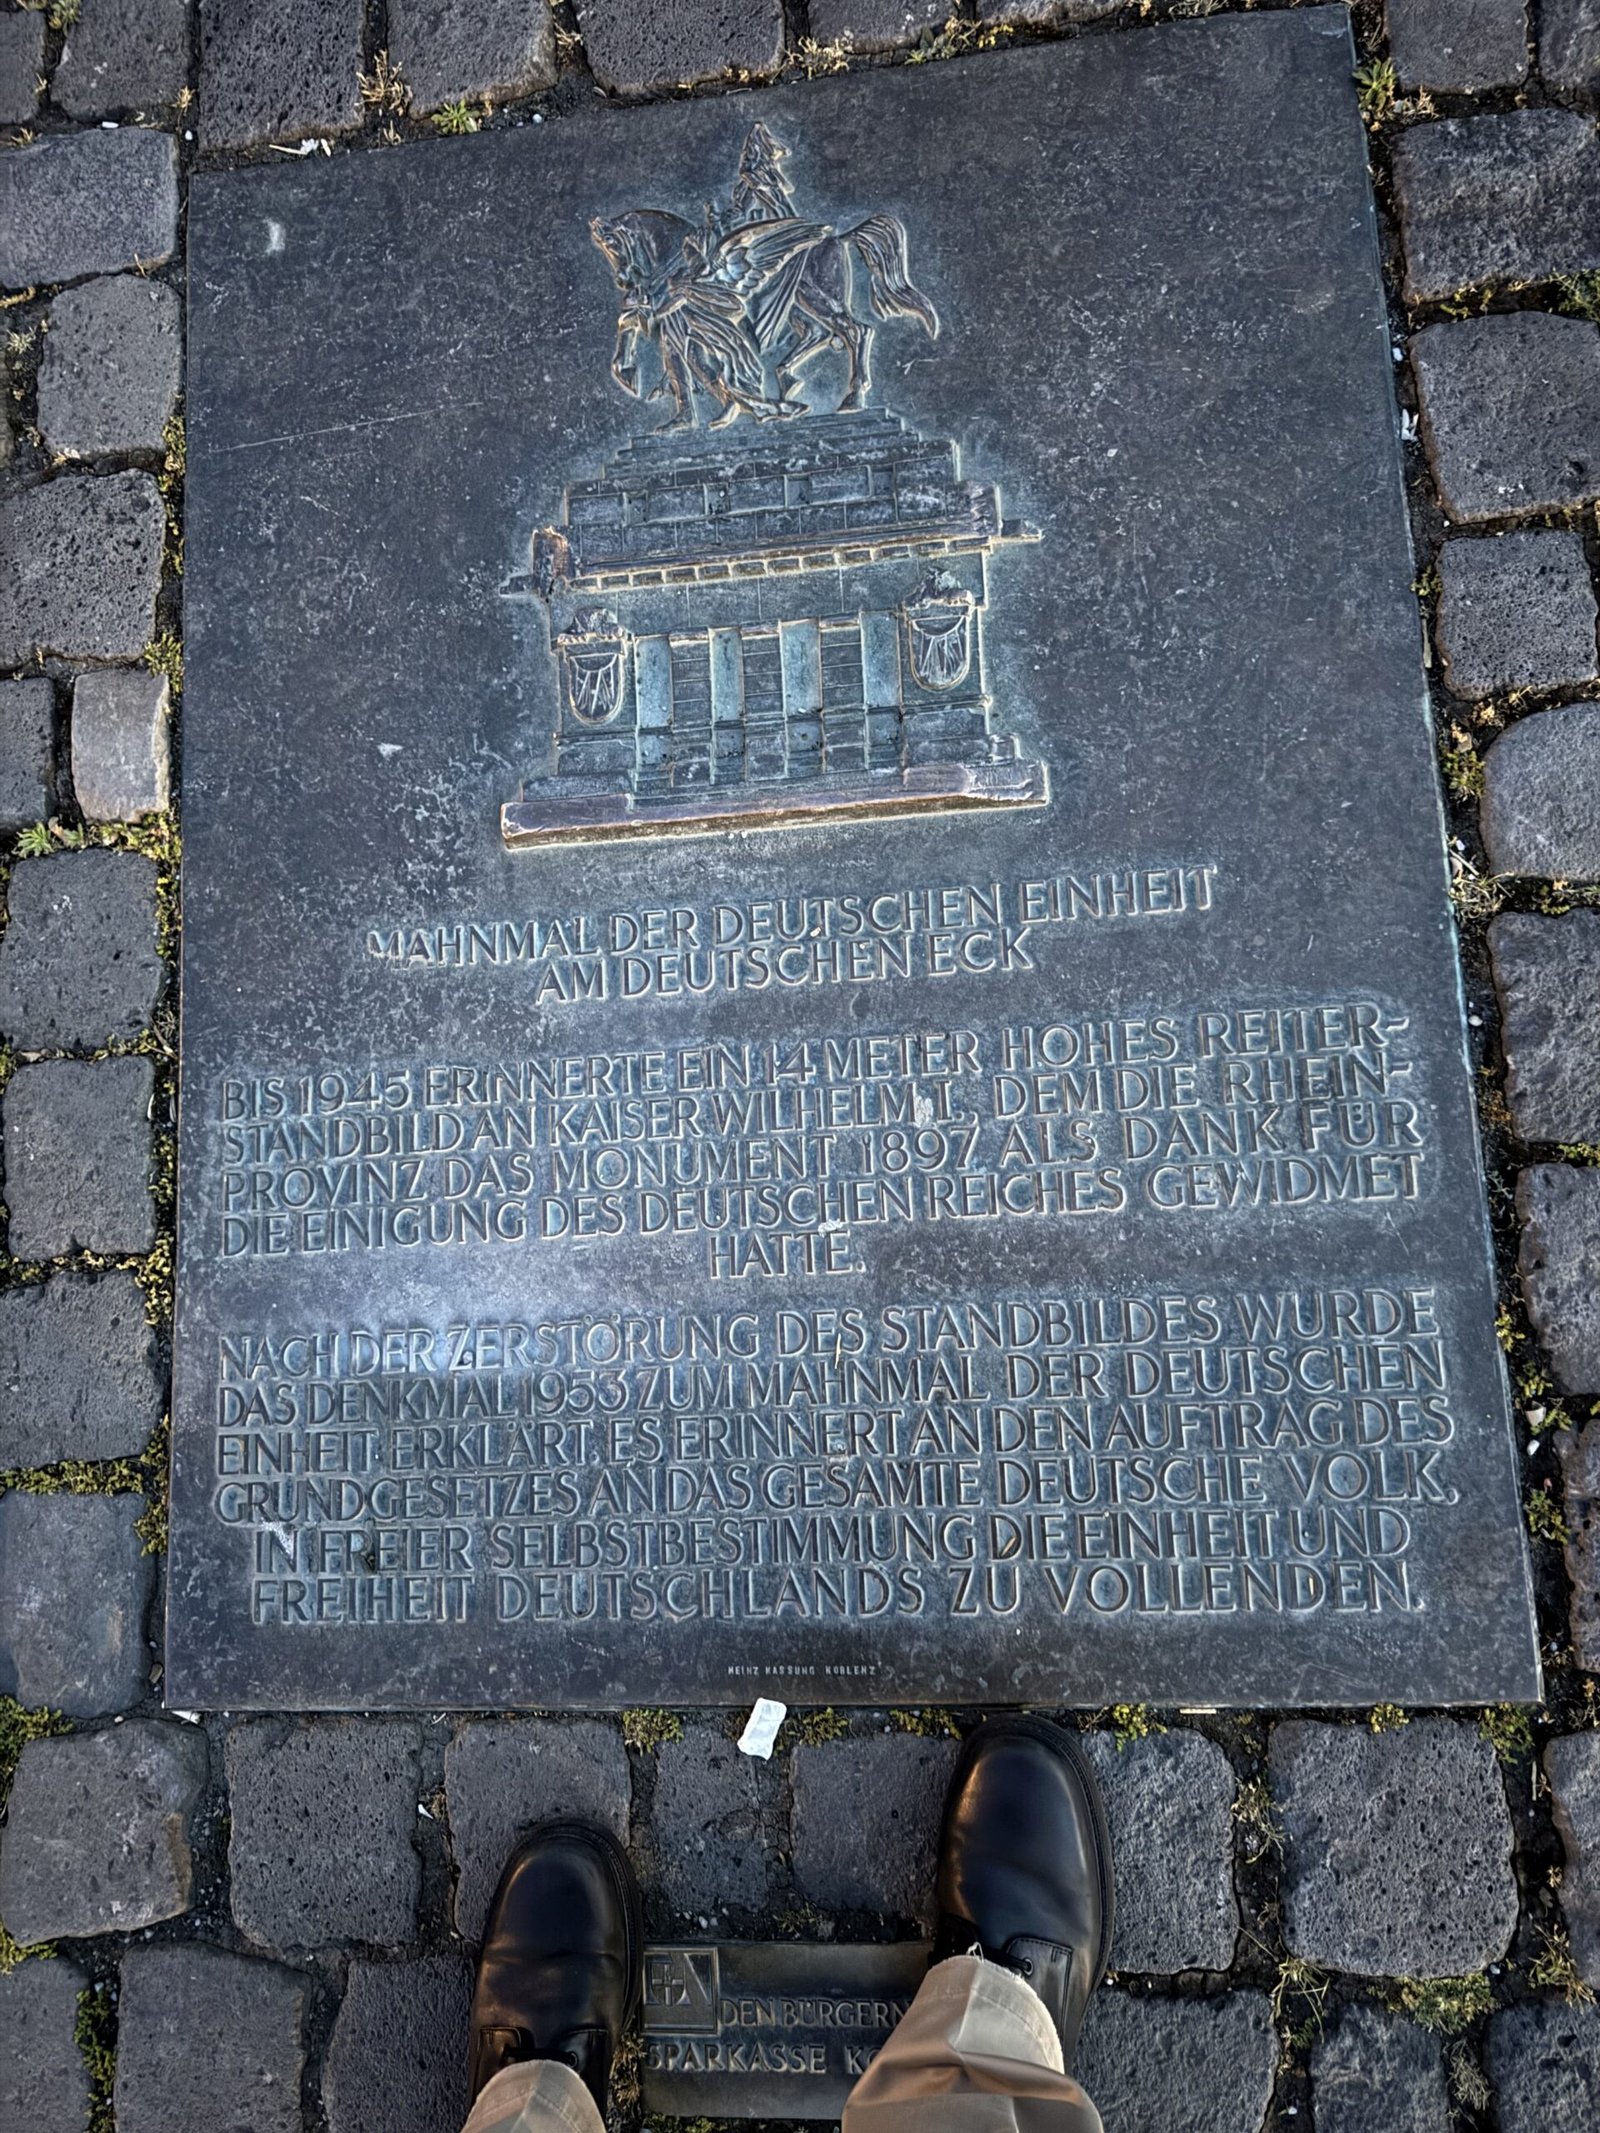 MAHNMAL DER DEUTSCHEN EINHEIT
AM DEUTSCHEN ECK
BIS 1945 ERINNERTE EIN 14 METER HOHES REITER-
STANDBILD AN KAISER WILHELM I., DEM DIE RHEIN-
PROVINZ DAS MONUMENT 1897 ALS DANK FÜR
DIE EINIGUNG DES DEUTSCHEN REICHES GEWIDMET
HATTE.
NACH DER ZERSTÖRUNG DES STANDBILDES WURDE
DAS DENKMAL 1953 ZUM MAHNMAL DER DEUTSCHEN
EINHEIT ERKLÄRT. ES ERINNERT AN DEN AUFTRAG DES
GRUNDGESETZES AN DAS GESAMTE DEUTSCHE VOLK,
IN FREIER SELBSTBESTIMMUNG DIE EINHEIT UND
FREIHEIT DEUTSCHLANDS ZU VOLLENDEN.
HEINZ KASSUNG KOBLENZ
DEN BÜRGERN
SPARKASSE